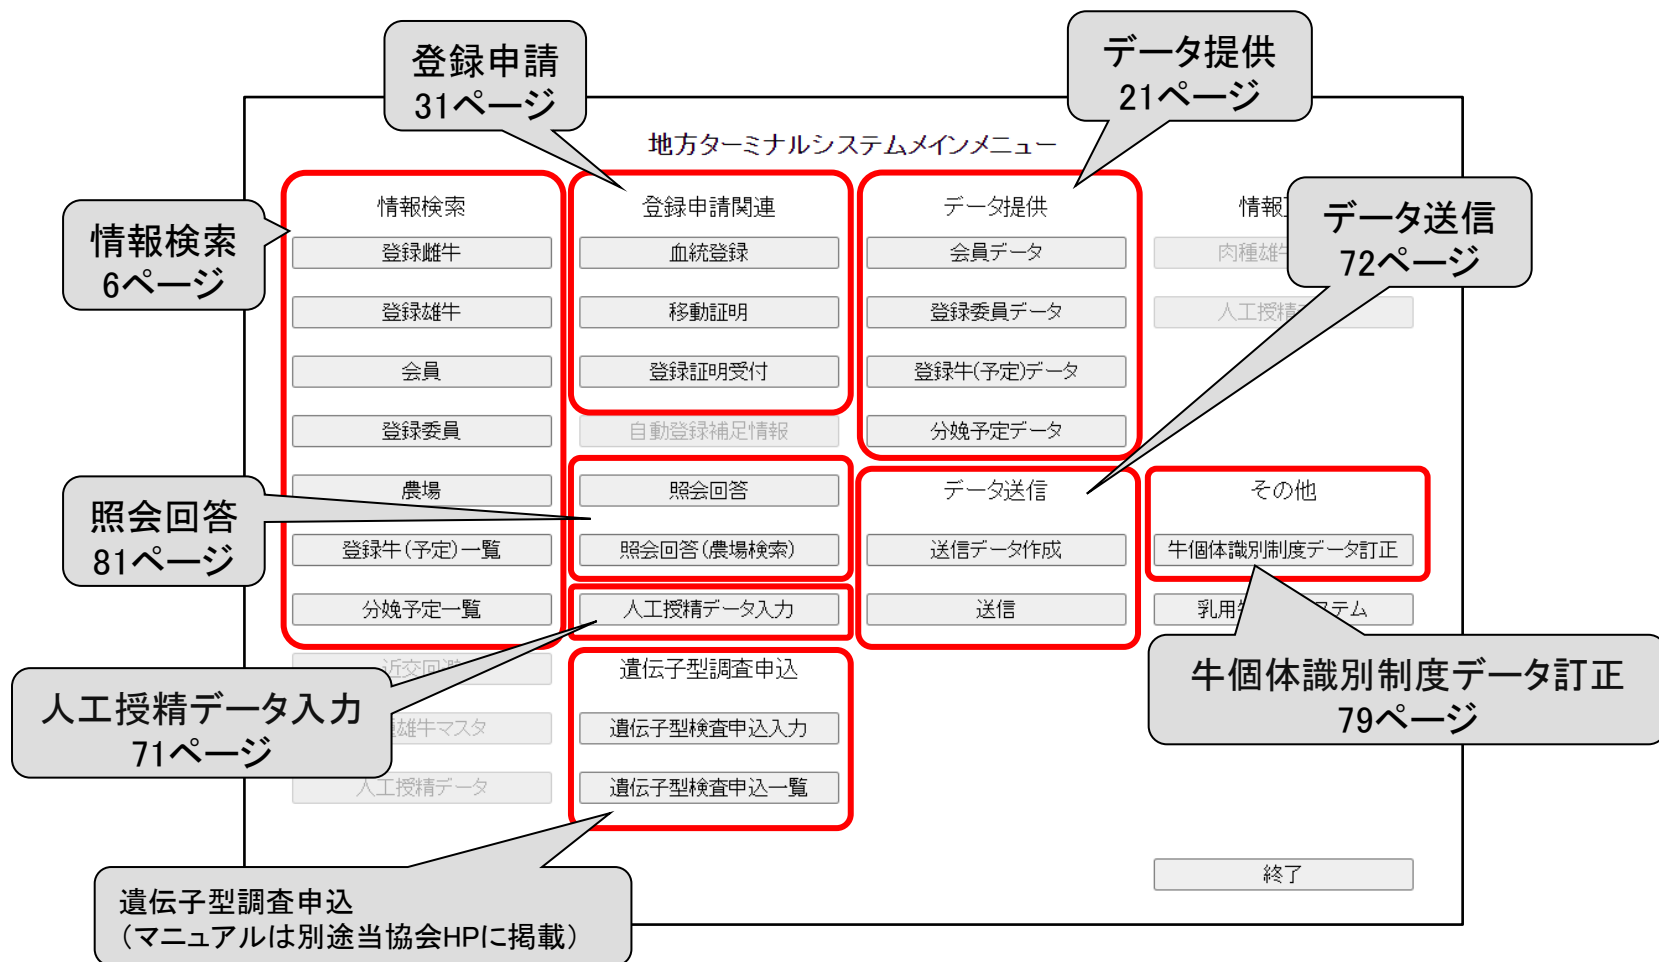 登録申請
31ページ
データ提供
21ページ
地方ターミナルシステムメインメニュー
情報検索
6ページ
データ送信
72ページ
情報検索
登録雌牛
登録雄牛
会員
登録委員
農場
登録牛(予定)一覧
分娩予定一覧
近交回避
雄牛マスタ
人工授精データ
登録申請関連
血統登録
移動証明
登録証明受付
自動登録補足情報
照会回答
照会回答(農場検索)
人工授精データ入力
遺伝子型調査申込
遺伝子型検査申込入力
遺伝子型検査申込一覧
データ提供
会員データ
登録委員データ
登録牛(予定)データ
分娩予定データ
データ送信
送信データ作成
送信
情報
肉種雄牛
人工授精
その他
牛個体識別制度データ訂正
乳用
ステム
終了
照会回答
81ページ
人工授精データ入力
71ページ
牛個体識別制度データ訂正
79ページ
遺伝子型調査申込
(マニュアルは別途当協会HPに掲載)